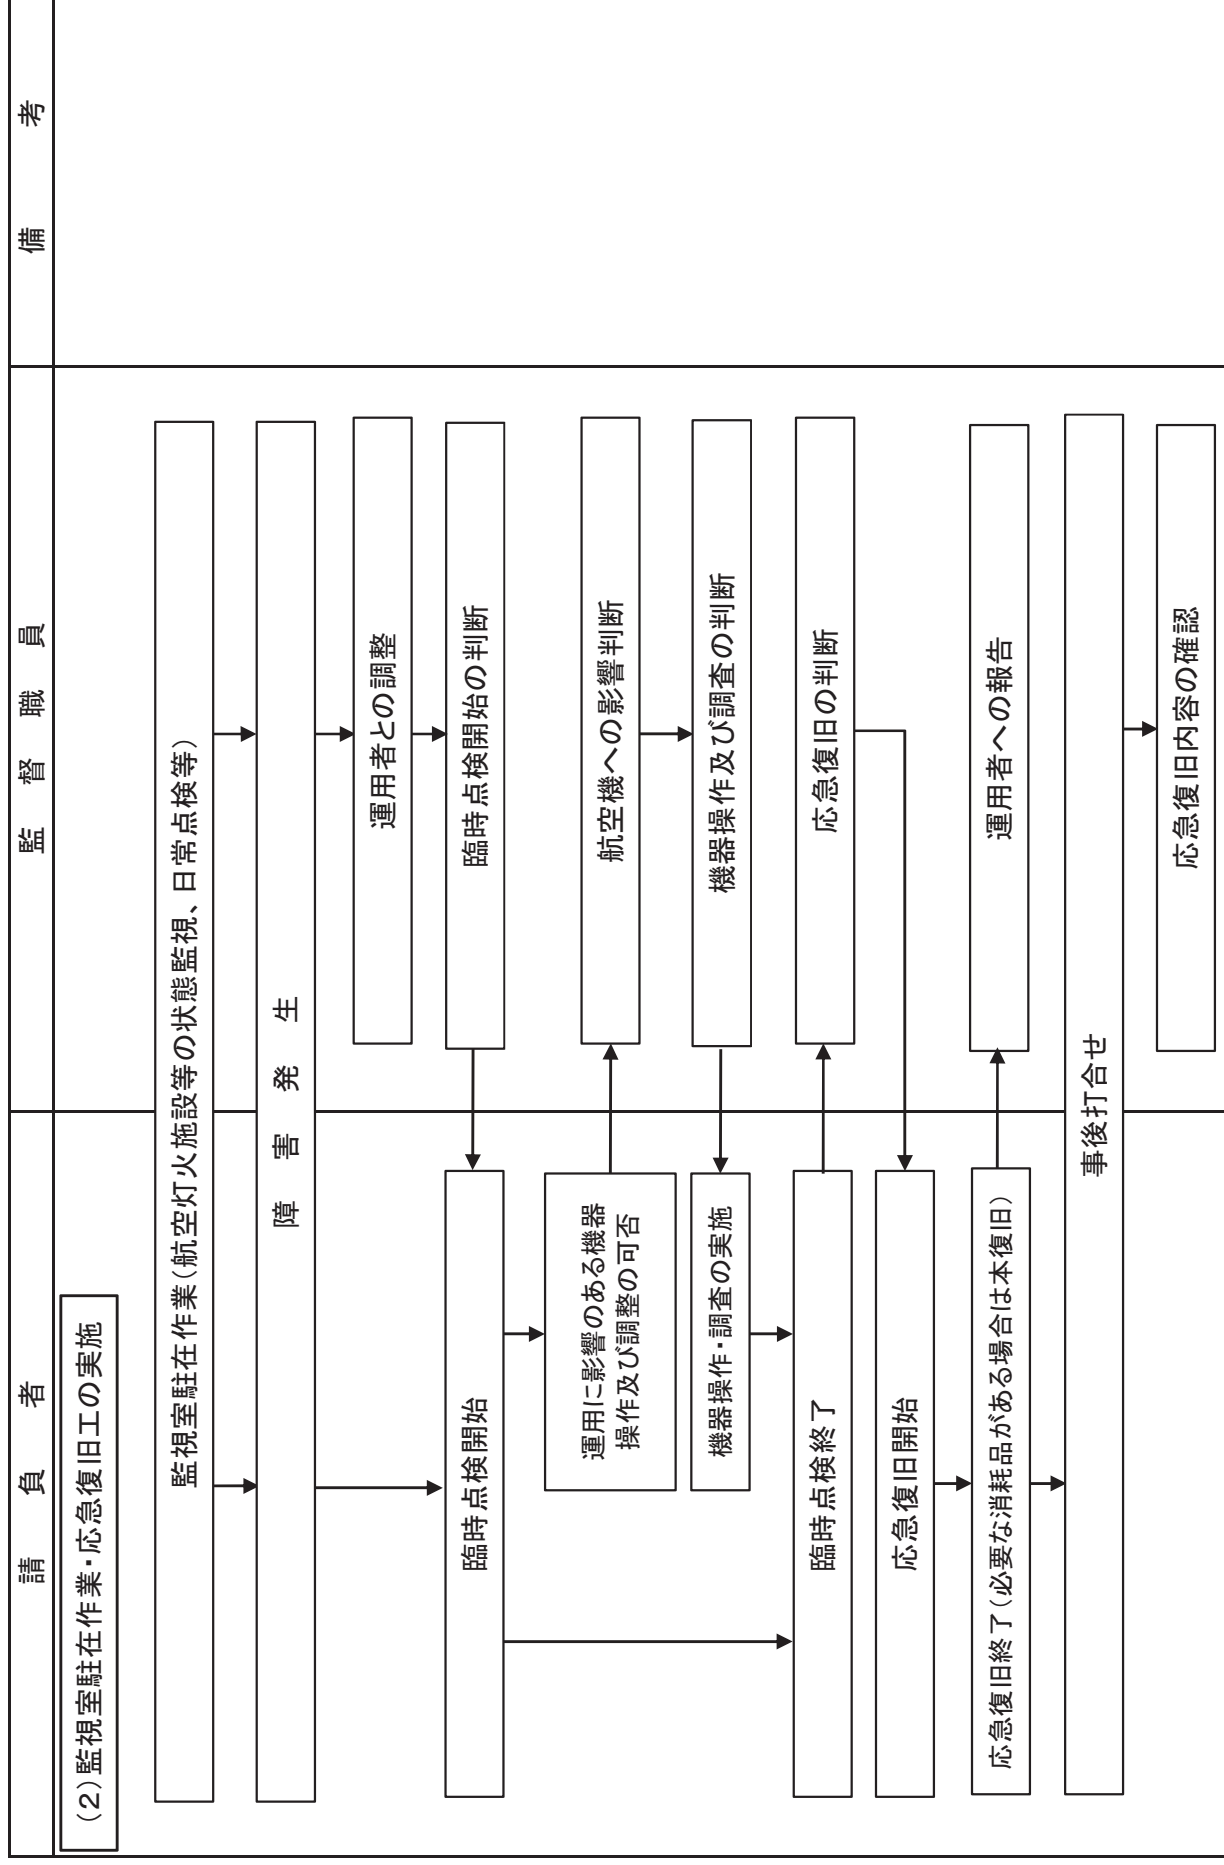 請負者
監督職員
備考
(2)監視室駐在作業・応急復旧工の実施
監視室駐在作業(航空灯火施設等の状態監視、日常点検等)
障害発生
運用者との調整
臨時点検開始
臨時点検開始の判断
運用に影響のある機器
操作及び調整の可否
航空機への影響判断
機器操作・調査の実施
機器操作及び調査の判断
臨時点検終了
応急復旧の判断
応急復旧開始
応急復旧終了(必要な消耗品がある場合は本復旧)
運用者への報告
事後打合せ
応急復旧内容の確認